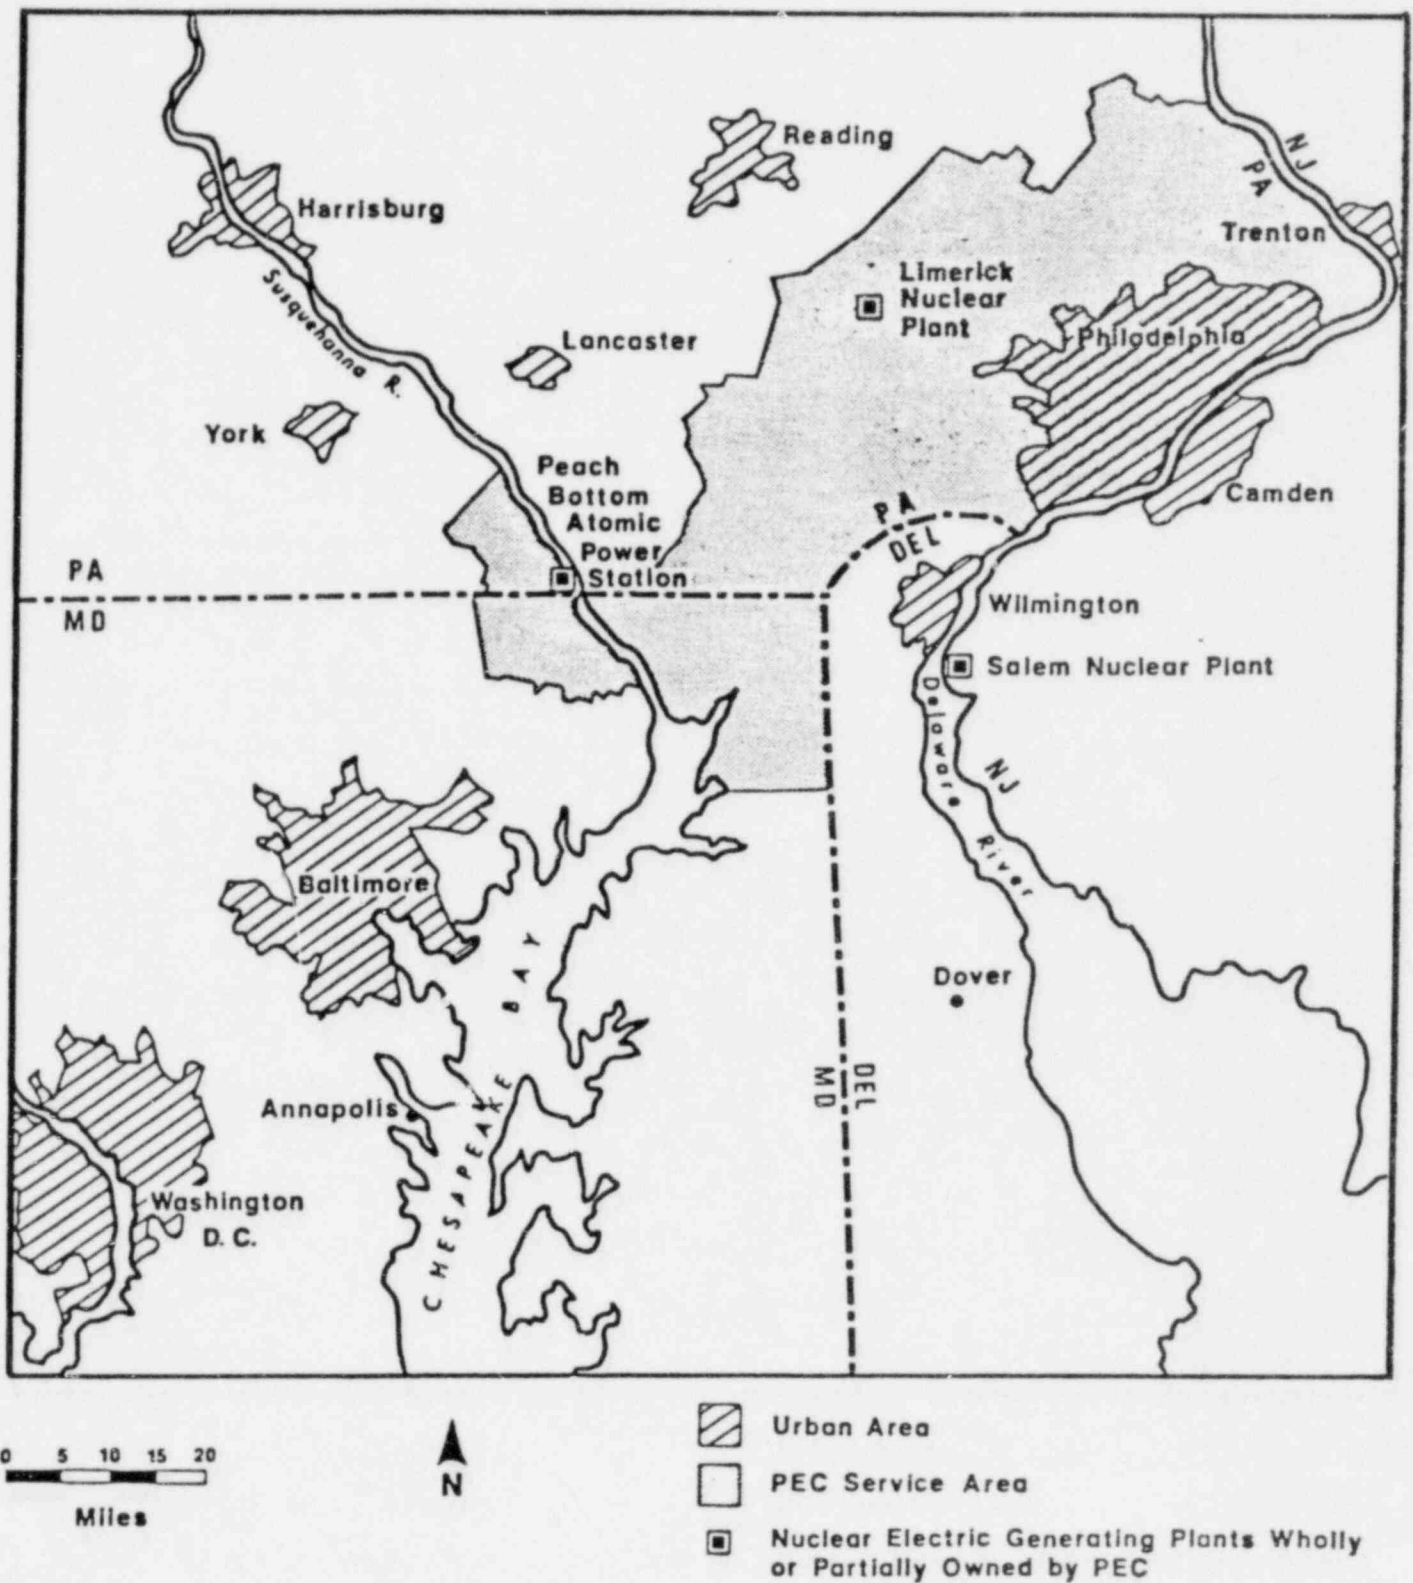 Reading
NJ
PA
Harrisburg
Trenton
Susquehanna R.
Limerick
Nuclear
Plant
Lancaster
Philadelphia
York
Peach
Bottom
Atomic
Power
Station
Camden
PA
DEL
PA
MD
Wilmington
Salem Nuclear Plant
Delaware River
NJ
Baltimore
Dover
CHESAPEAKE BAY
Annapolis
MD
DEL
Washington
D.C.
0 5 10 15 20
Miles
N
Urban Area
PEC Service Area
Nuclear Electric Generating Plants Wholly
or Partially Owned by PEC